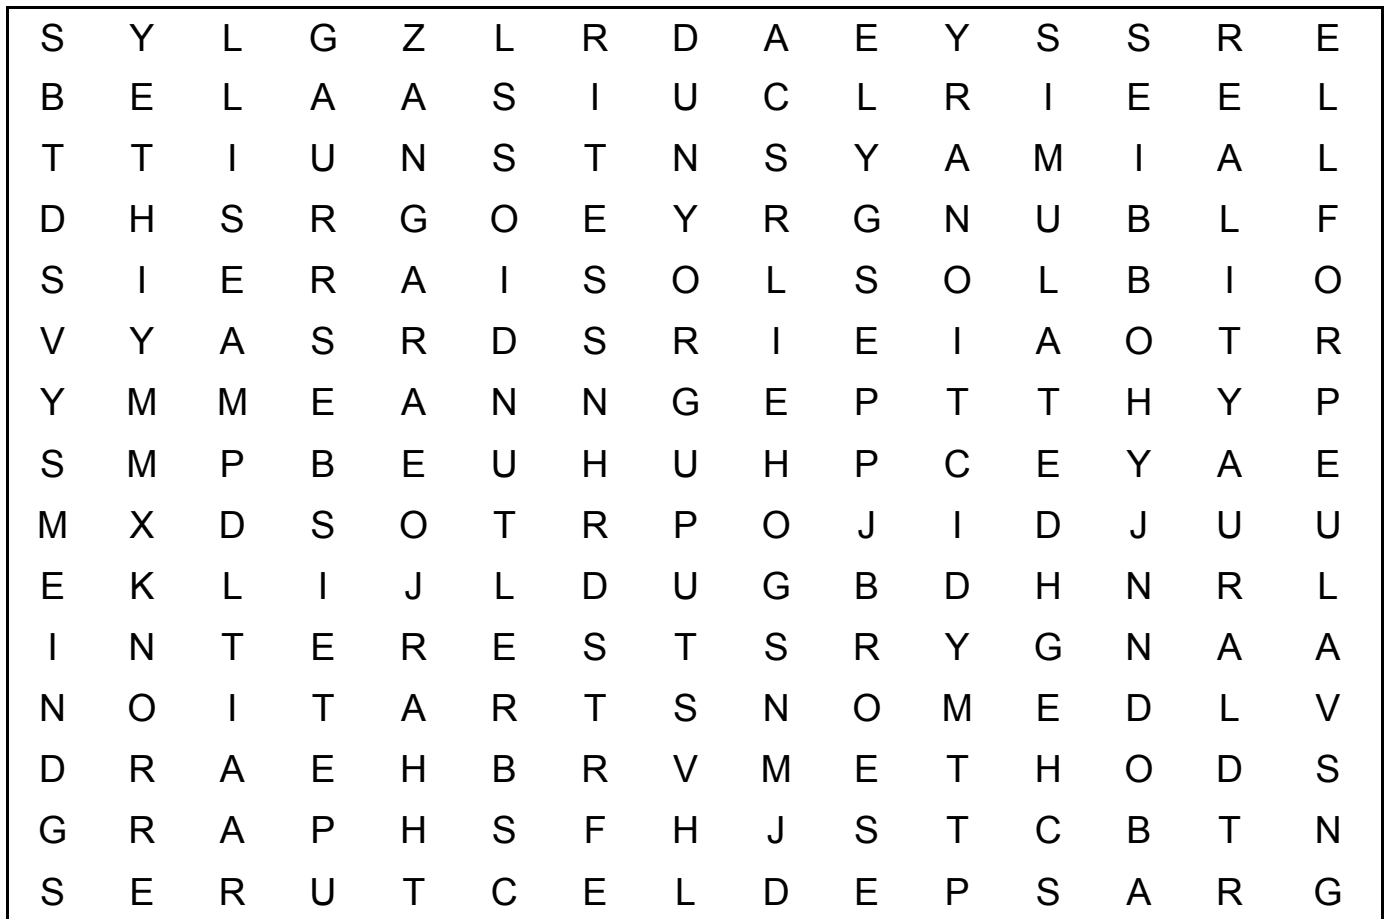 S Y L G Z L R D A E Y S S R E
B E L A A S I U C L R I E E L
T T I U N S T N S Y A M I A L
D H S R G O E Y R G N U B L F
S I E R A I S O L S O L B I O
V Y A S R D S R I E I A O T R
Y M M E A N N G E P T T H Y P
S M P B E U H U H P C E Y A E
M X D S O T R P O J I D J U U
E K L I J L D U G B D H N R L
I N T E R E S T S R Y G N A A
N O I T A R T S N O M E D L V
D R A E H B R V M E T H O D S
G R A P H S F H J S T C B T N
S E R U T C E L D E P S A R G